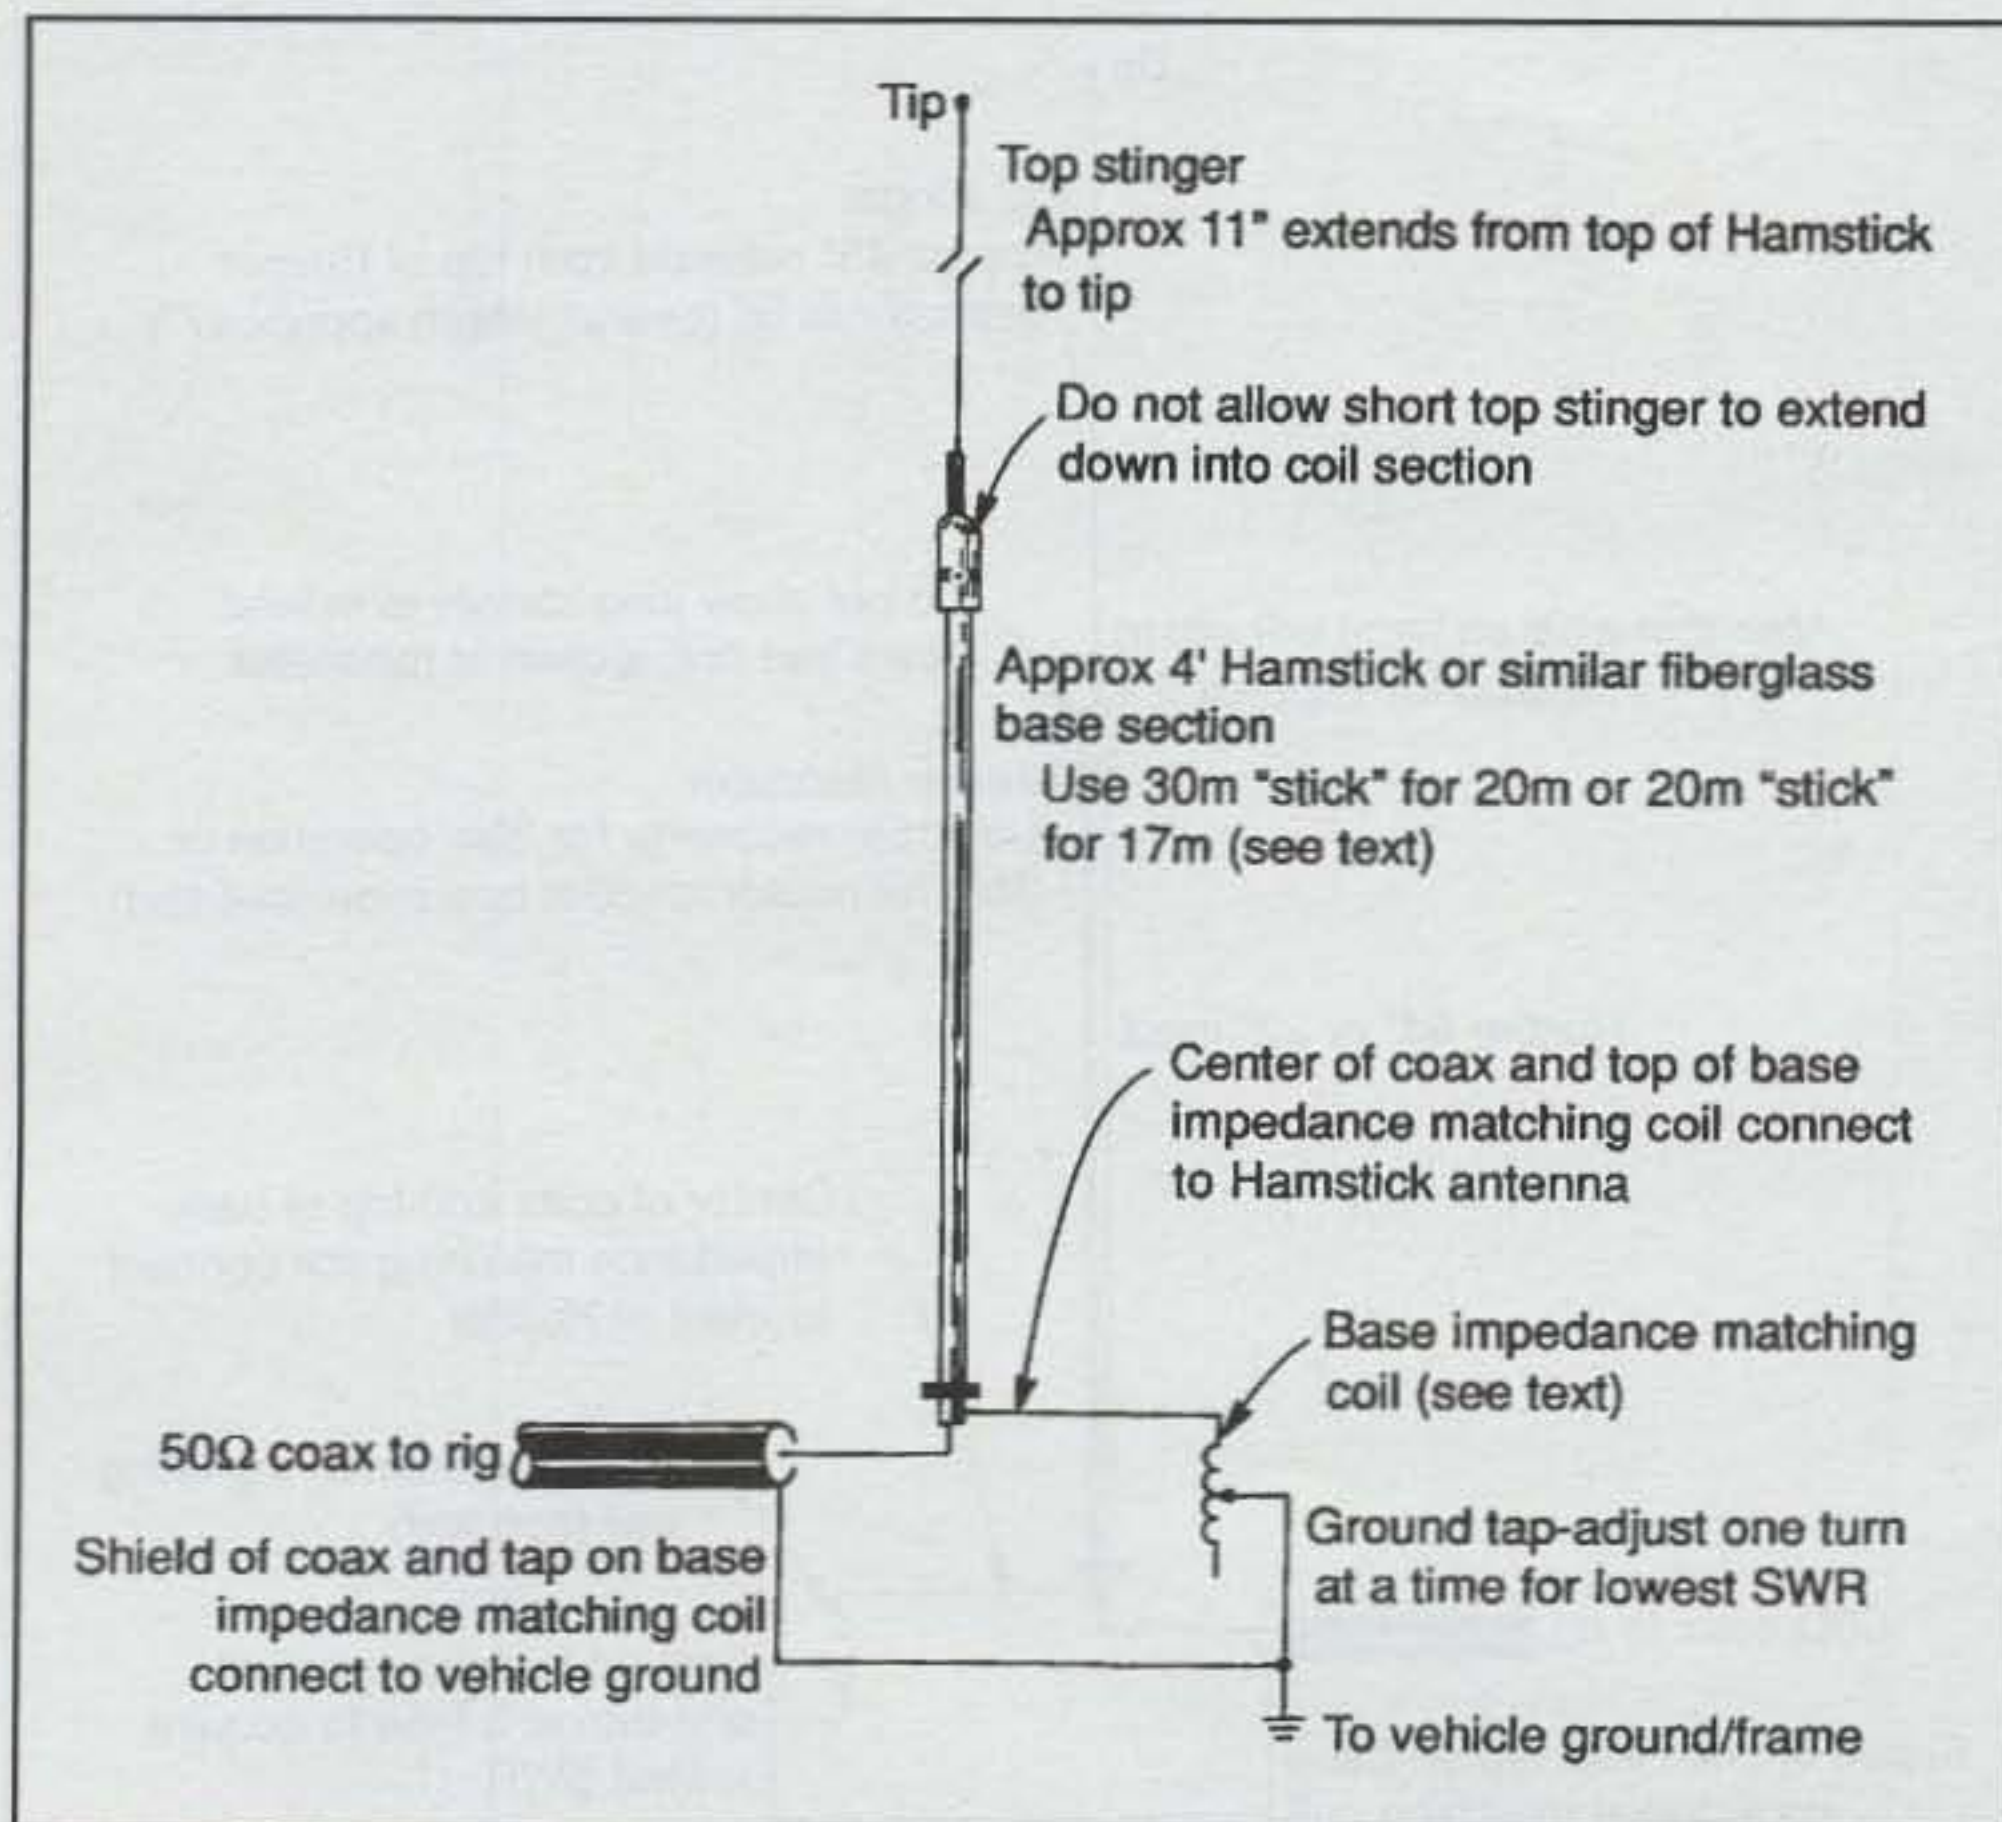 Tip
Top stinger
Approx 11" extends from top of Hamstick
to tip
Do not allow short top stinger to extend
down into coil section
Approx 4' Hamstick or similar fiberglass
base section
Use 30m "stick" for 20m or 20m "stick"
for 17m (see text)
Center of coax and top of base
impedance matching coil connect
to Hamstick antenna
Base impedance matching
coil (see text)
50Ω coax to rig
Ground tap-adjust one turn
at a time for lowest SWR
Shield of coax and tap on base
impedance matching coil
connect to vehicle ground
To vehicle ground/frame